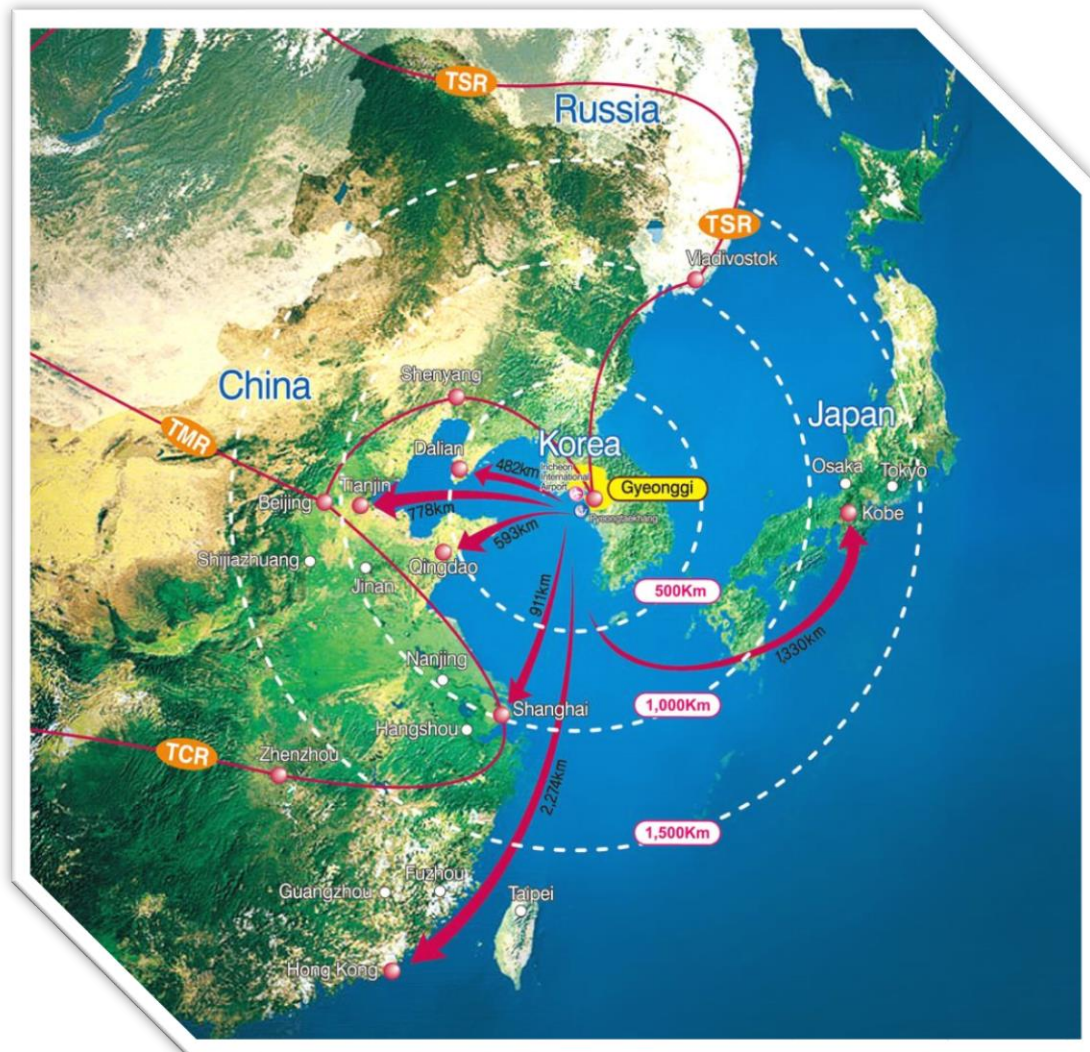 TSR
Russia
TSR
Vladivostok
Shenyang
China
Japan
TMR
Dalian
Korea
482km
Incheon
International
Airport
Gyeonggi
Osaka
Tokyo
Tianjin
Beijing
778km
Kobe
Pyeongtaekhang
593km
Shijiazhuang
Qingdao
Jinan
500Km
911km
1,330km
Nanjing
1,000Km
Shanghai
Hangshou
TCR
Zhenzhou
2,274km
1,500Km
Fuzhou
Guangzhou
Taipei
Hong Kong